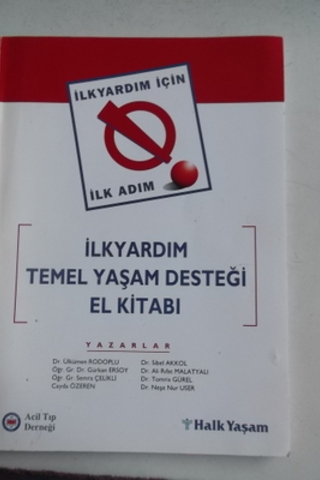 İLKYARDIM İÇİN
İLK ADIM
İLKYARDIM
TEMEL YAŞAM DESTEĞİ
EL KİTABI
YAZARLAR
Dr. Ülkümen RODOPLU
Öğr. Gr. Dr. Gürkan ERSOY
Öğr. Gr. Semra ÇELİKLİ
Ceyda ÖZEREN
Dr. Sibel AKKOL
Dr. Ali Rıfkı MALATYALI
Dr. Tamra GÜREL
Dr. Neşe Nur USER
Acil Tıp
Derneği
Halk Yaşam